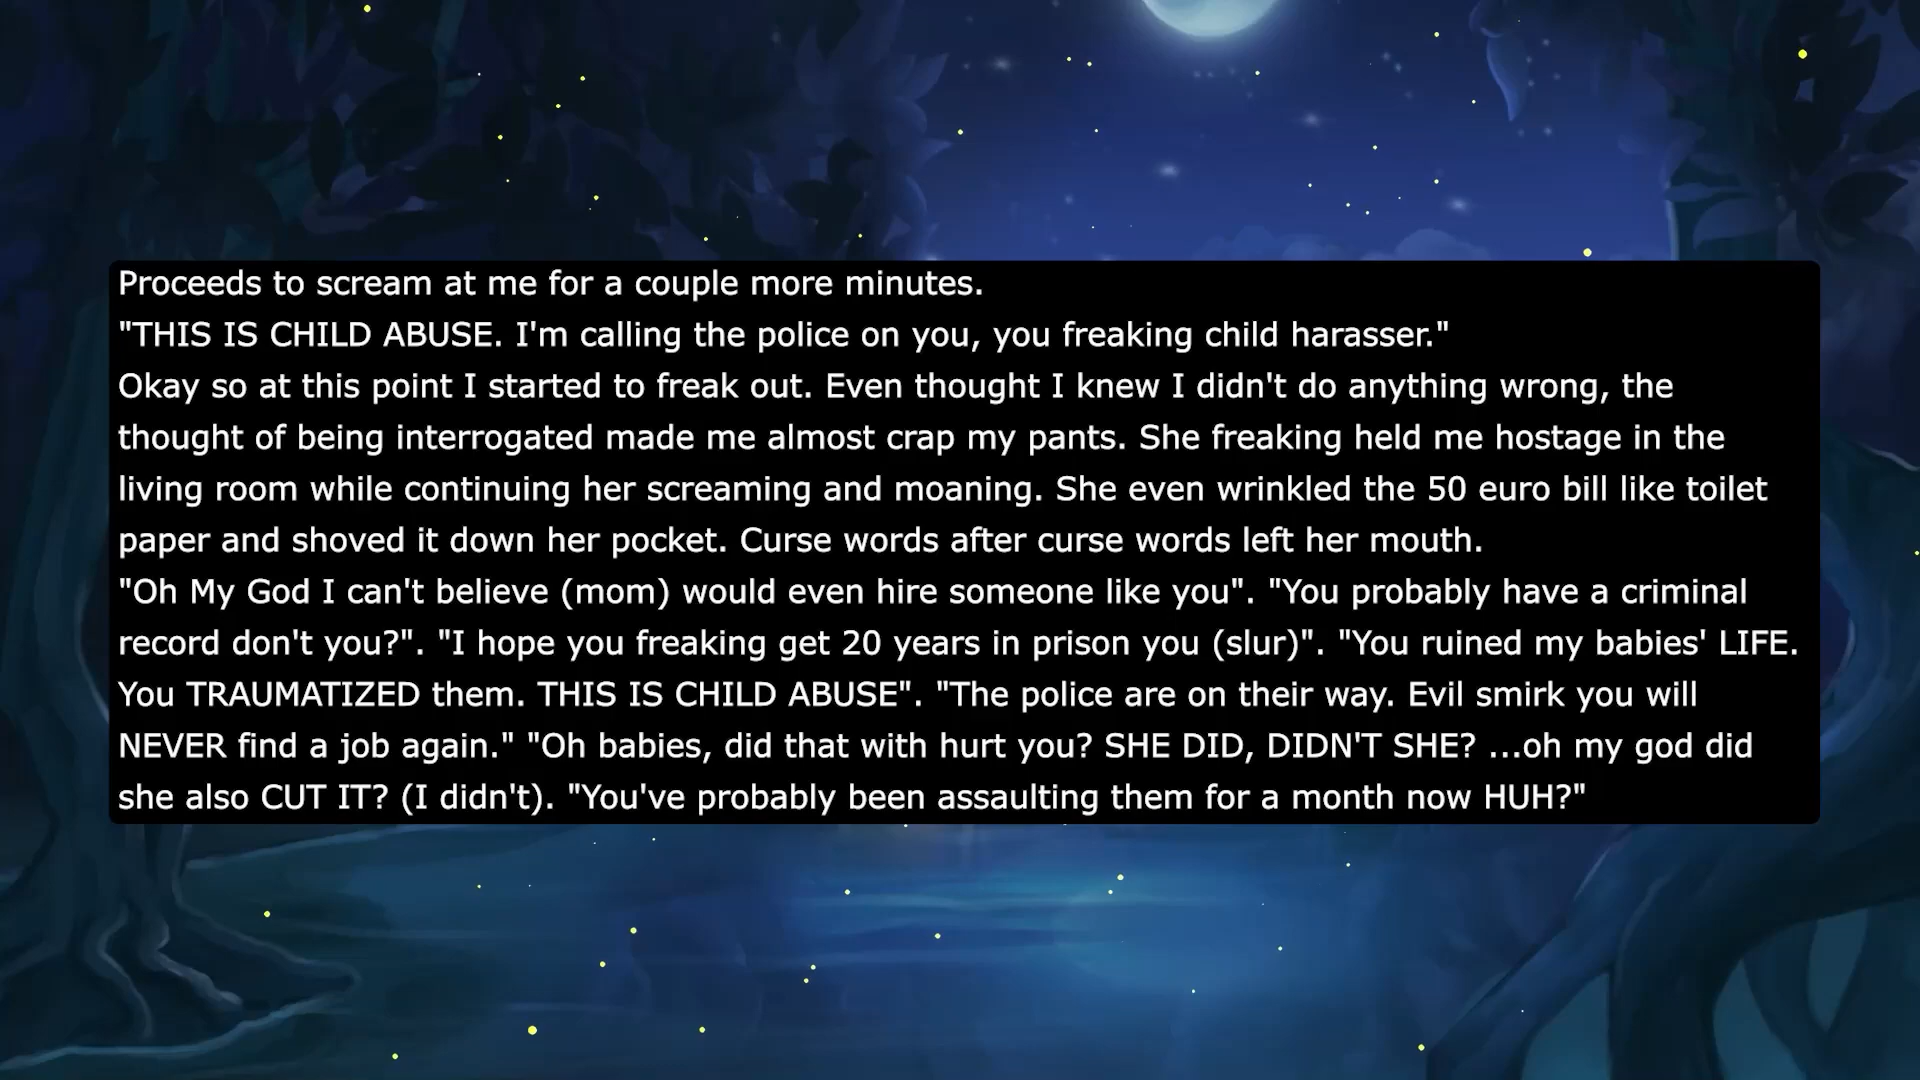 Proceeds to scream at me for a couple more minutes.
"THIS IS CHILD ABUSE. I'm calling the police on you, you freaking child harasser."
Okay so at this point I started to freak out. Even thought I knew I didn't do anything wrong, the
thought of being interrogated made me almost crap my pants. She freaking held me hostage in the
living room while continuing her screaming and moaning. She even wrinkled the 50 euro bill like toilet
paper and shoved it down her pocket. Curse words after curse words left her mouth.
"Oh My God I can't believe (mom) would even hire someone like you". "You probably have a criminal
record don't you?". "I hope you freaking get 20 years in prison you (slur)". "You ruined my babies' LIFE.
You TRAUMATIZED them. THIS IS CHILD ABUSE". "The police are on their way. Evil smirk you will
NEVER find a job again." "Oh babies, did that with hurt you? SHE DID, DIDN'T SHE? ...oh my god did
she also CUT IT? (I didn't). "You've probably been assaulting them for a month now HUH?"